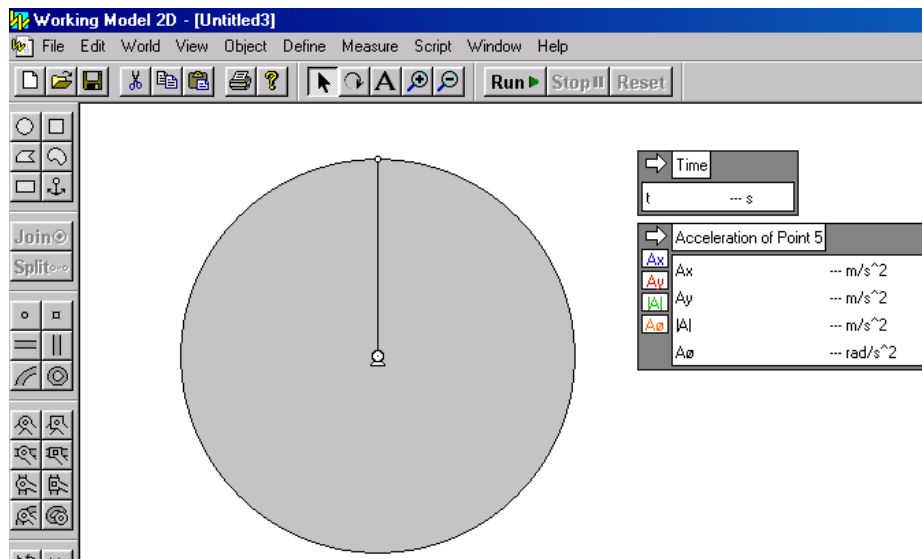 Working Model 2D - [Untitled3]
File Edit World View Object Define Measure Script Window Help
A Run Stop Reset
Join
Split
Time
t --- s
Acceleration of Point 5
Ax Ax --- m/s^2
Ay Ay --- m/s^2
|A| |A| --- m/s^2
Aø Aø --- rad/s^2